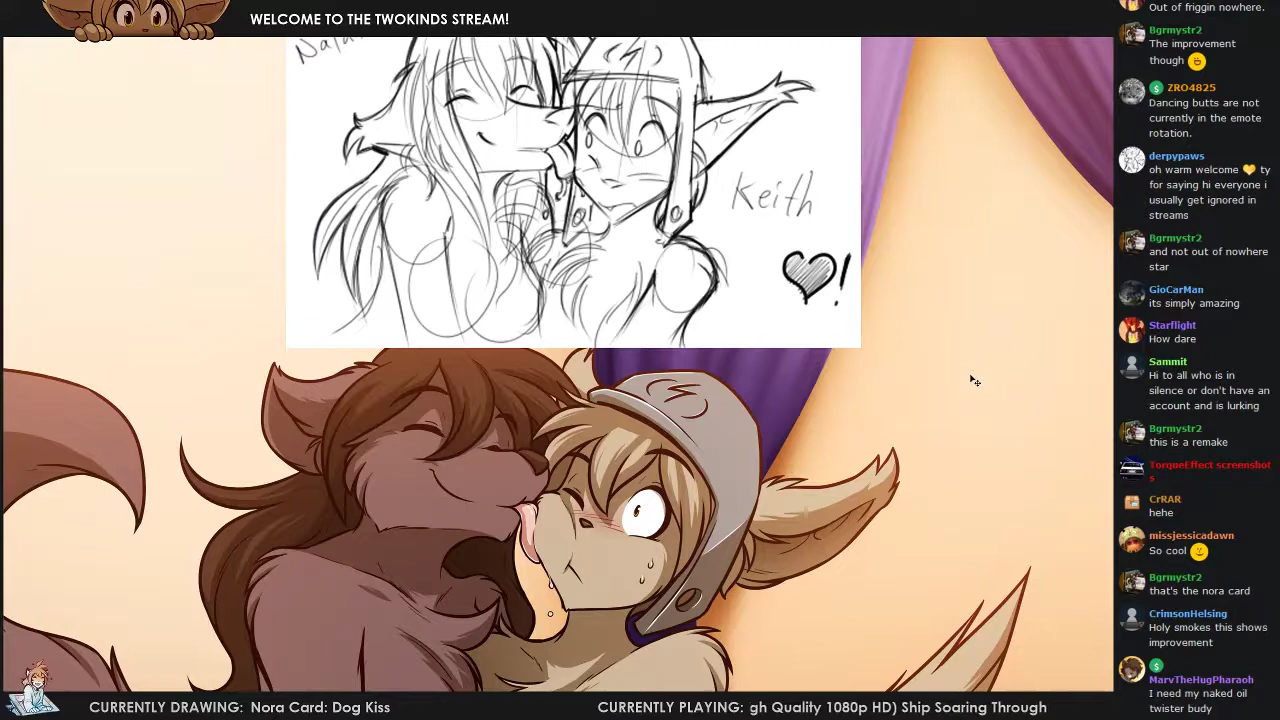 WELCOME TO THE TWOKINDS STREAM!
Keith
!
Out of friggin nowhere.
Bgrmystr2
The improvement
though
ZRO4825
Dancing butts are not
currently in the emote
rotation.
derpypaws
oh warm welcome 💛 ty
for saying hi everyone i
usually get ignored in
streams
Bgrmystr2
and not out of nowhere
star
GioCarMan
its simply amazing
Starflight
How dare
Sammit
Hi to all who is in
silence or don't have an
account and is lurking
Bgrmystr2
this is a remake
TorqueEffect screenshot
s
CrRAR
hehe
missjessicadawn
So cool
Bgrmystr2
that's the nora card
CrimsonHelsing
Holy smokes this shows
improvement
MarvTheHugPharaoh
I need my naked oil
twister budy
CURRENTLY DRAWING: Nora Card: Dog Kiss
CURRENTLY PLAYING: gh Quality 1080p HD) Ship Soaring Through